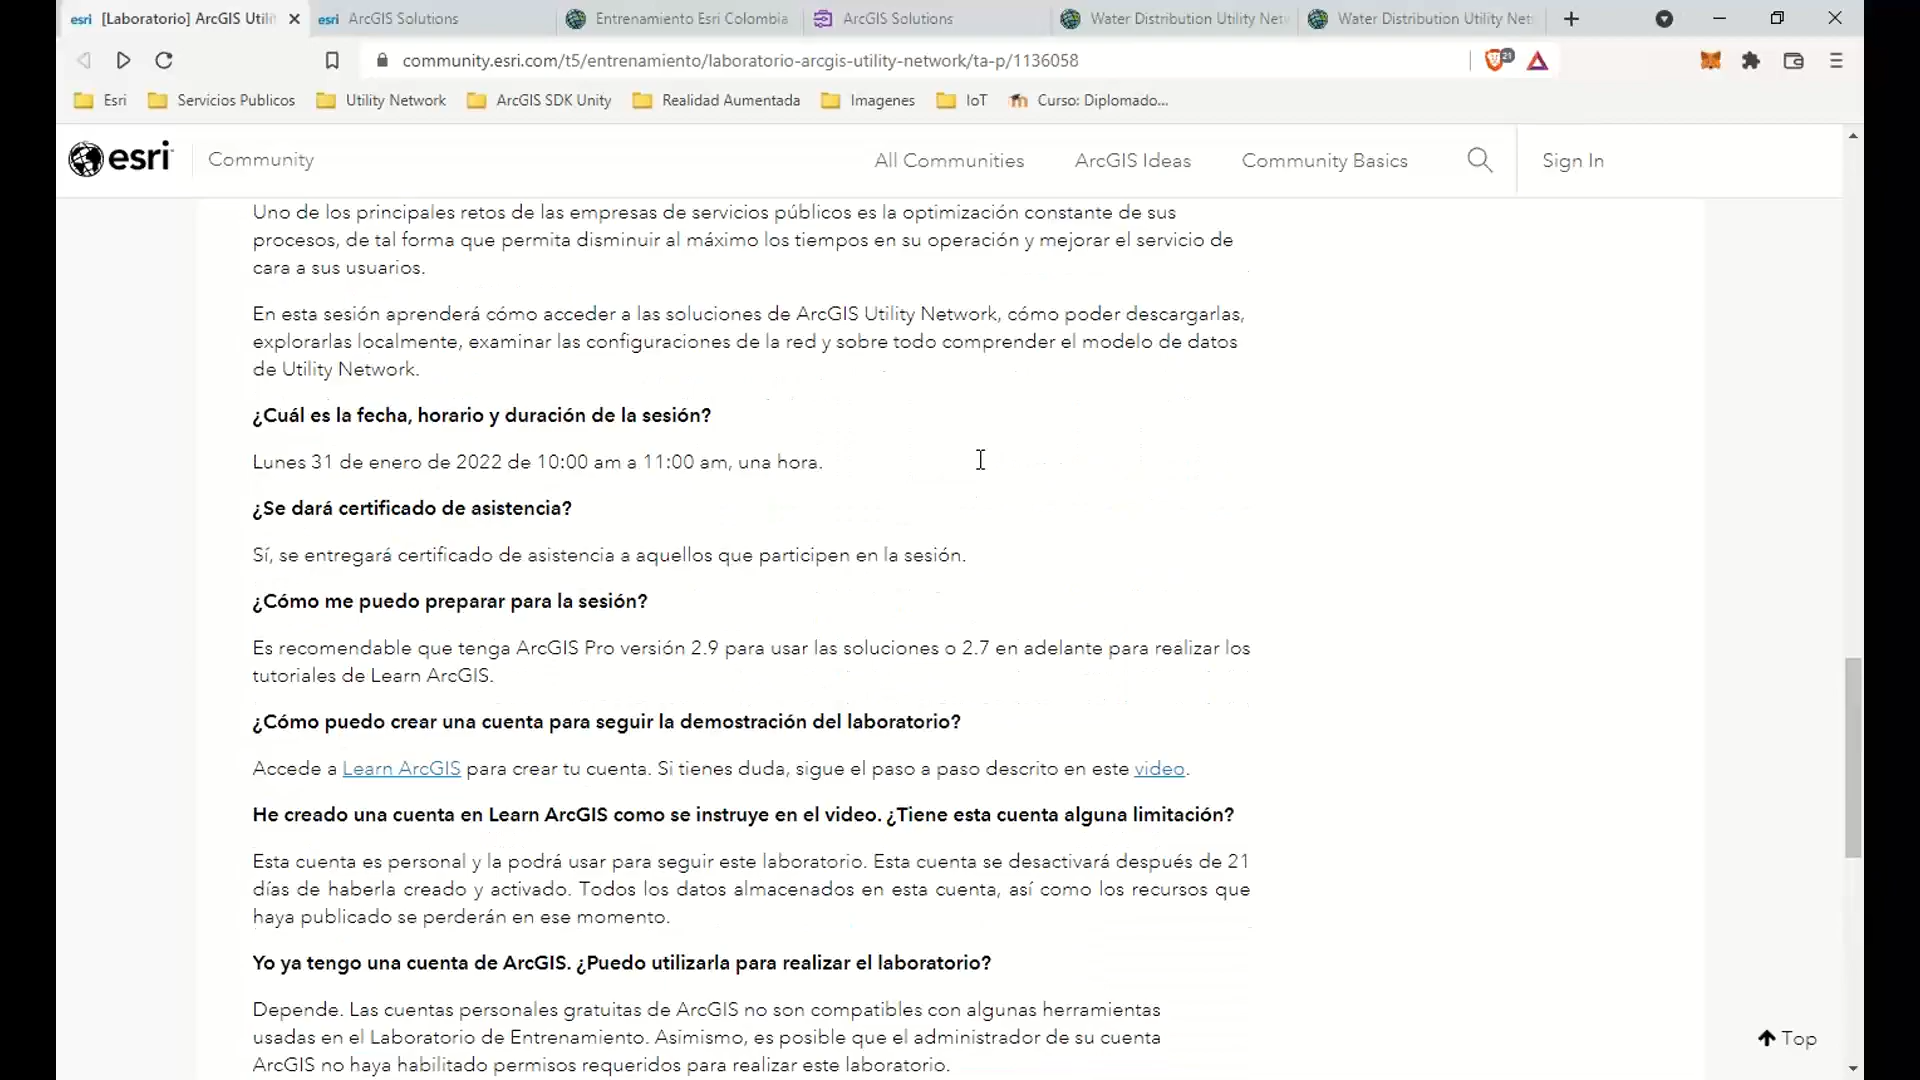 [Laboratorio] ArcGIS Utili
ArcGIS Solutions
Entrenamiento Esri Colombia
ArcGIS Solutions
Water Distribution Utility Net
Water Distribution Utility Net
community.esri.com/t5/entrenamiento/laboratorio-arcgis-utility-network/ta-p/1136058
21
Esri
Servicios Publicos
Utility Network
ArcGIS SDK Unity
Realidad Aumentada
Imagenes
IoT
Curso: Diplomado...
esri
Community
All Communities
ArcGIS Ideas
Community Basics
Sign In
Uno de los principales retos de las empresas de servicios públicos es la optimización constante de sus
procesos, de tal forma que permita disminuir al máximo los tiempos en su operación y mejorar el servicio de
cara a sus usuarios.
En esta sesión aprenderá cómo acceder a las soluciones de ArcGIS Utility Network, cómo poder descargarlas,
explorarlas localmente, examinar las configuraciones de la red y sobre todo comprender el modelo de datos
de Utility Network.
¿Cuál es la fecha, horario y duración de la sesión?
Lunes 31 de enero de 2022 de 10:00 am a 11:00 am, una hora.
¿Se dará certificado de asistencia?
Sí, se entregará certificado de asistencia a aquellos que participen en la sesión.
¿Cómo me puedo preparar para la sesión?
Es recomendable que tenga ArcGIS Pro versión 2.9 para usar las soluciones o 2.7 en adelante para realizar los
tutoriales de Learn ArcGIS.
¿Cómo puedo crear una cuenta para seguir la demostración del laboratorio?
Accede a Learn ArcGIS para crear tu cuenta. Si tienes duda, sigue el paso a paso descrito en este video.
He creado una cuenta en Learn ArcGIS como se instruye en el video. ¿Tiene esta cuenta alguna limitación?
Esta cuenta es personal y la podrá usar para seguir este laboratorio. Esta cuenta se desactivará después de 21
días de haberla creado y activado. Todos los datos almacenados en esta cuenta, así como los recursos que
haya publicado se perderán en ese momento.
Yo ya tengo una cuenta de ArcGIS. ¿Puedo utilizarla para realizar el laboratorio?
Depende. Las cuentas personales gratuitas de ArcGIS no son compatibles con algunas herramientas
usadas en el Laboratorio de Entrenamiento. Asimismo, es posible que el administrador de su cuenta
ArcGIS no haya habilitado permisos requeridos para realizar este laboratorio.
Top